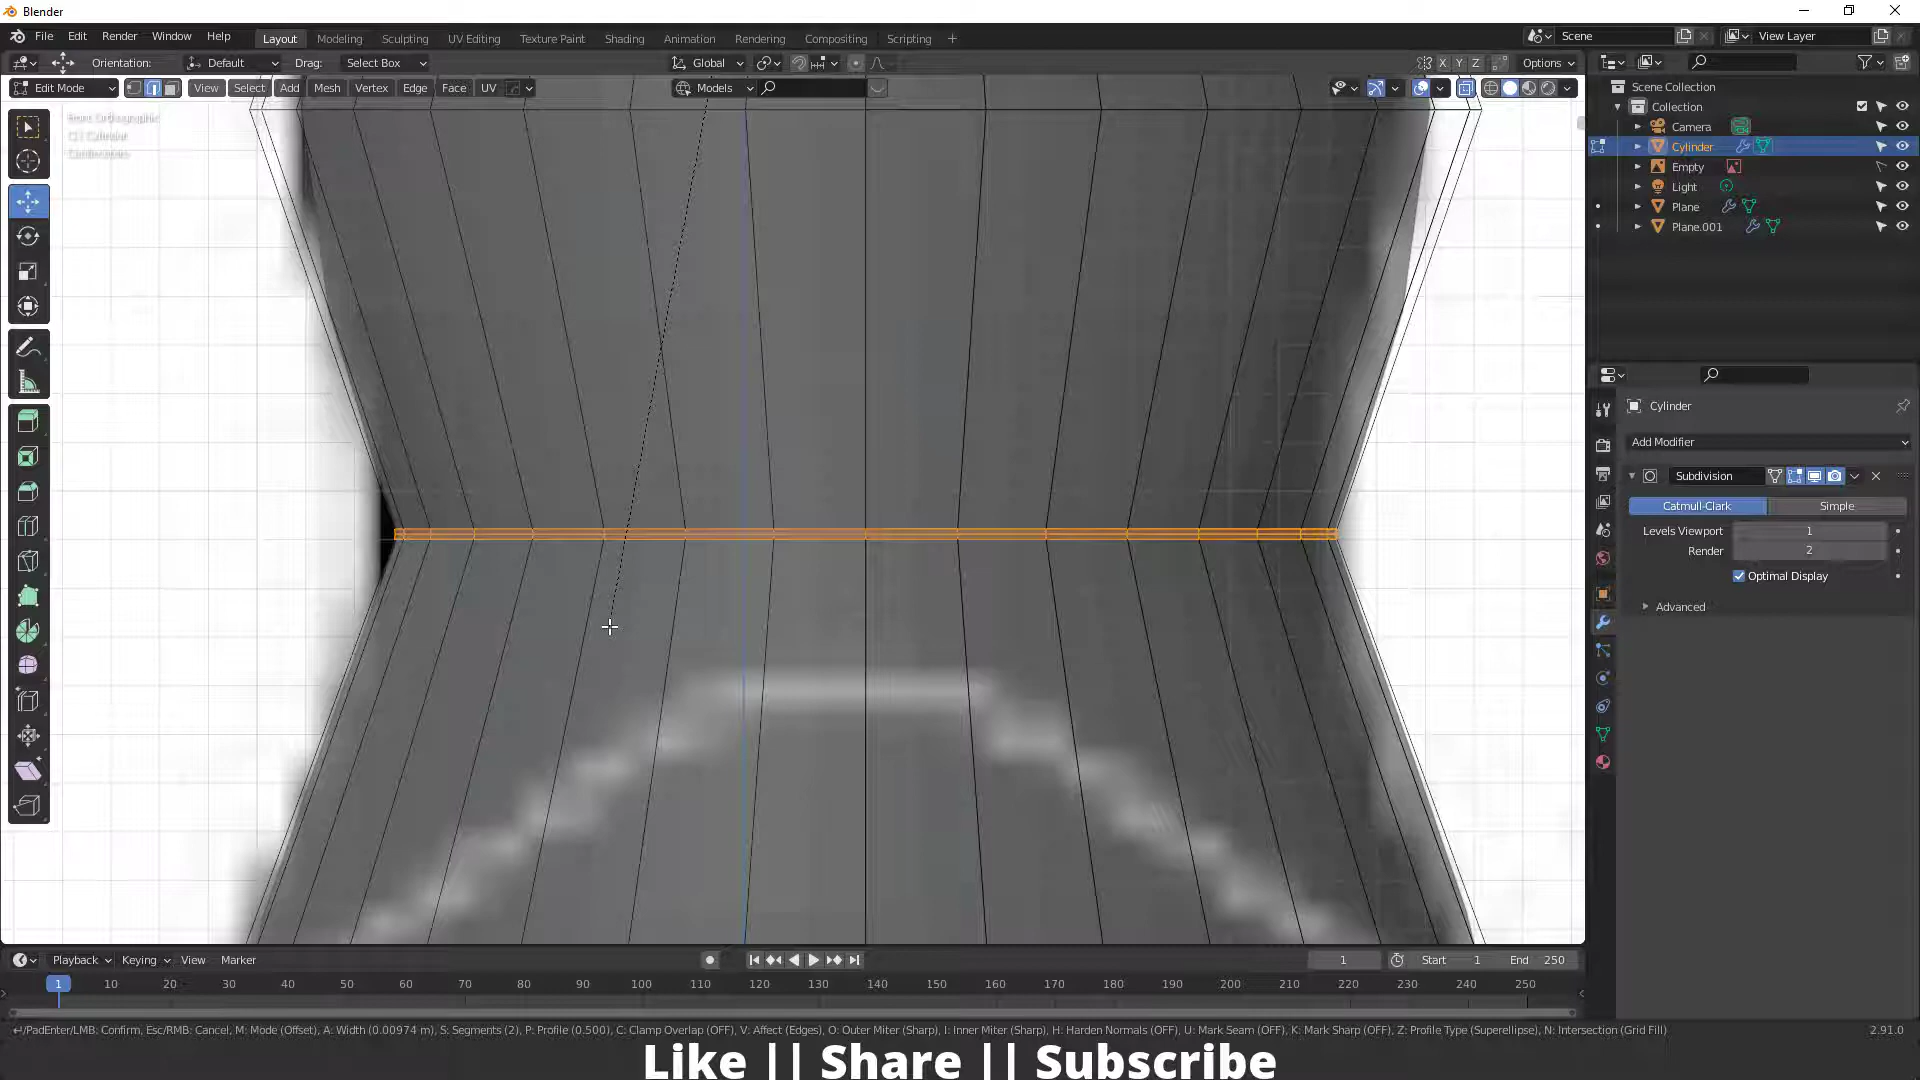 Blender
File Edit Render Window Help Layout Modeling Sculpting UV Editing Texture Paint Shading Animation Rendering Compositing Scripting + Scene View Layer
Orientation: Default Drag: Select Box Global X Y Z Options
Edit Mode View Select Add Mesh Vertex Edge Face UV Models
Front Orthographic
(1) Cylinder
Centimeters
Scene Collection
Collection
Camera
Cylinder
Empty
Light
Plane
Plane.001
Cylinder
Add Modifier
Subdivision
Catmull-Clark Simple
Levels Viewport 1
Render 2
Optimal Display
Advanced
Playback Keying View Marker 1 Start 1 End 250
1 10 20 30 40 50 60 70 80 90 100 110 120 130 140 150 160 170 180 190 200 210 220 230 240 250
/PadEnter/LMB: Confirm, Esc/RMB: Cancel, M: Mode (Offset), A: Width (0.00974 m), S: Segments (2), P: Profile (0.500), C: Clamp Overlap (OFF), V: Affect (Edges), O: Outer Miter (Sharp), I: Inner Miter (Sharp), H: Harden Normals (OFF), U: Mark Seam (OFF), K: Mark Sharp (OFF), Z: Profile Type (Superellipse), N: Intersection (Grid Fill) 2.91.0
Like || Share || Subscribe